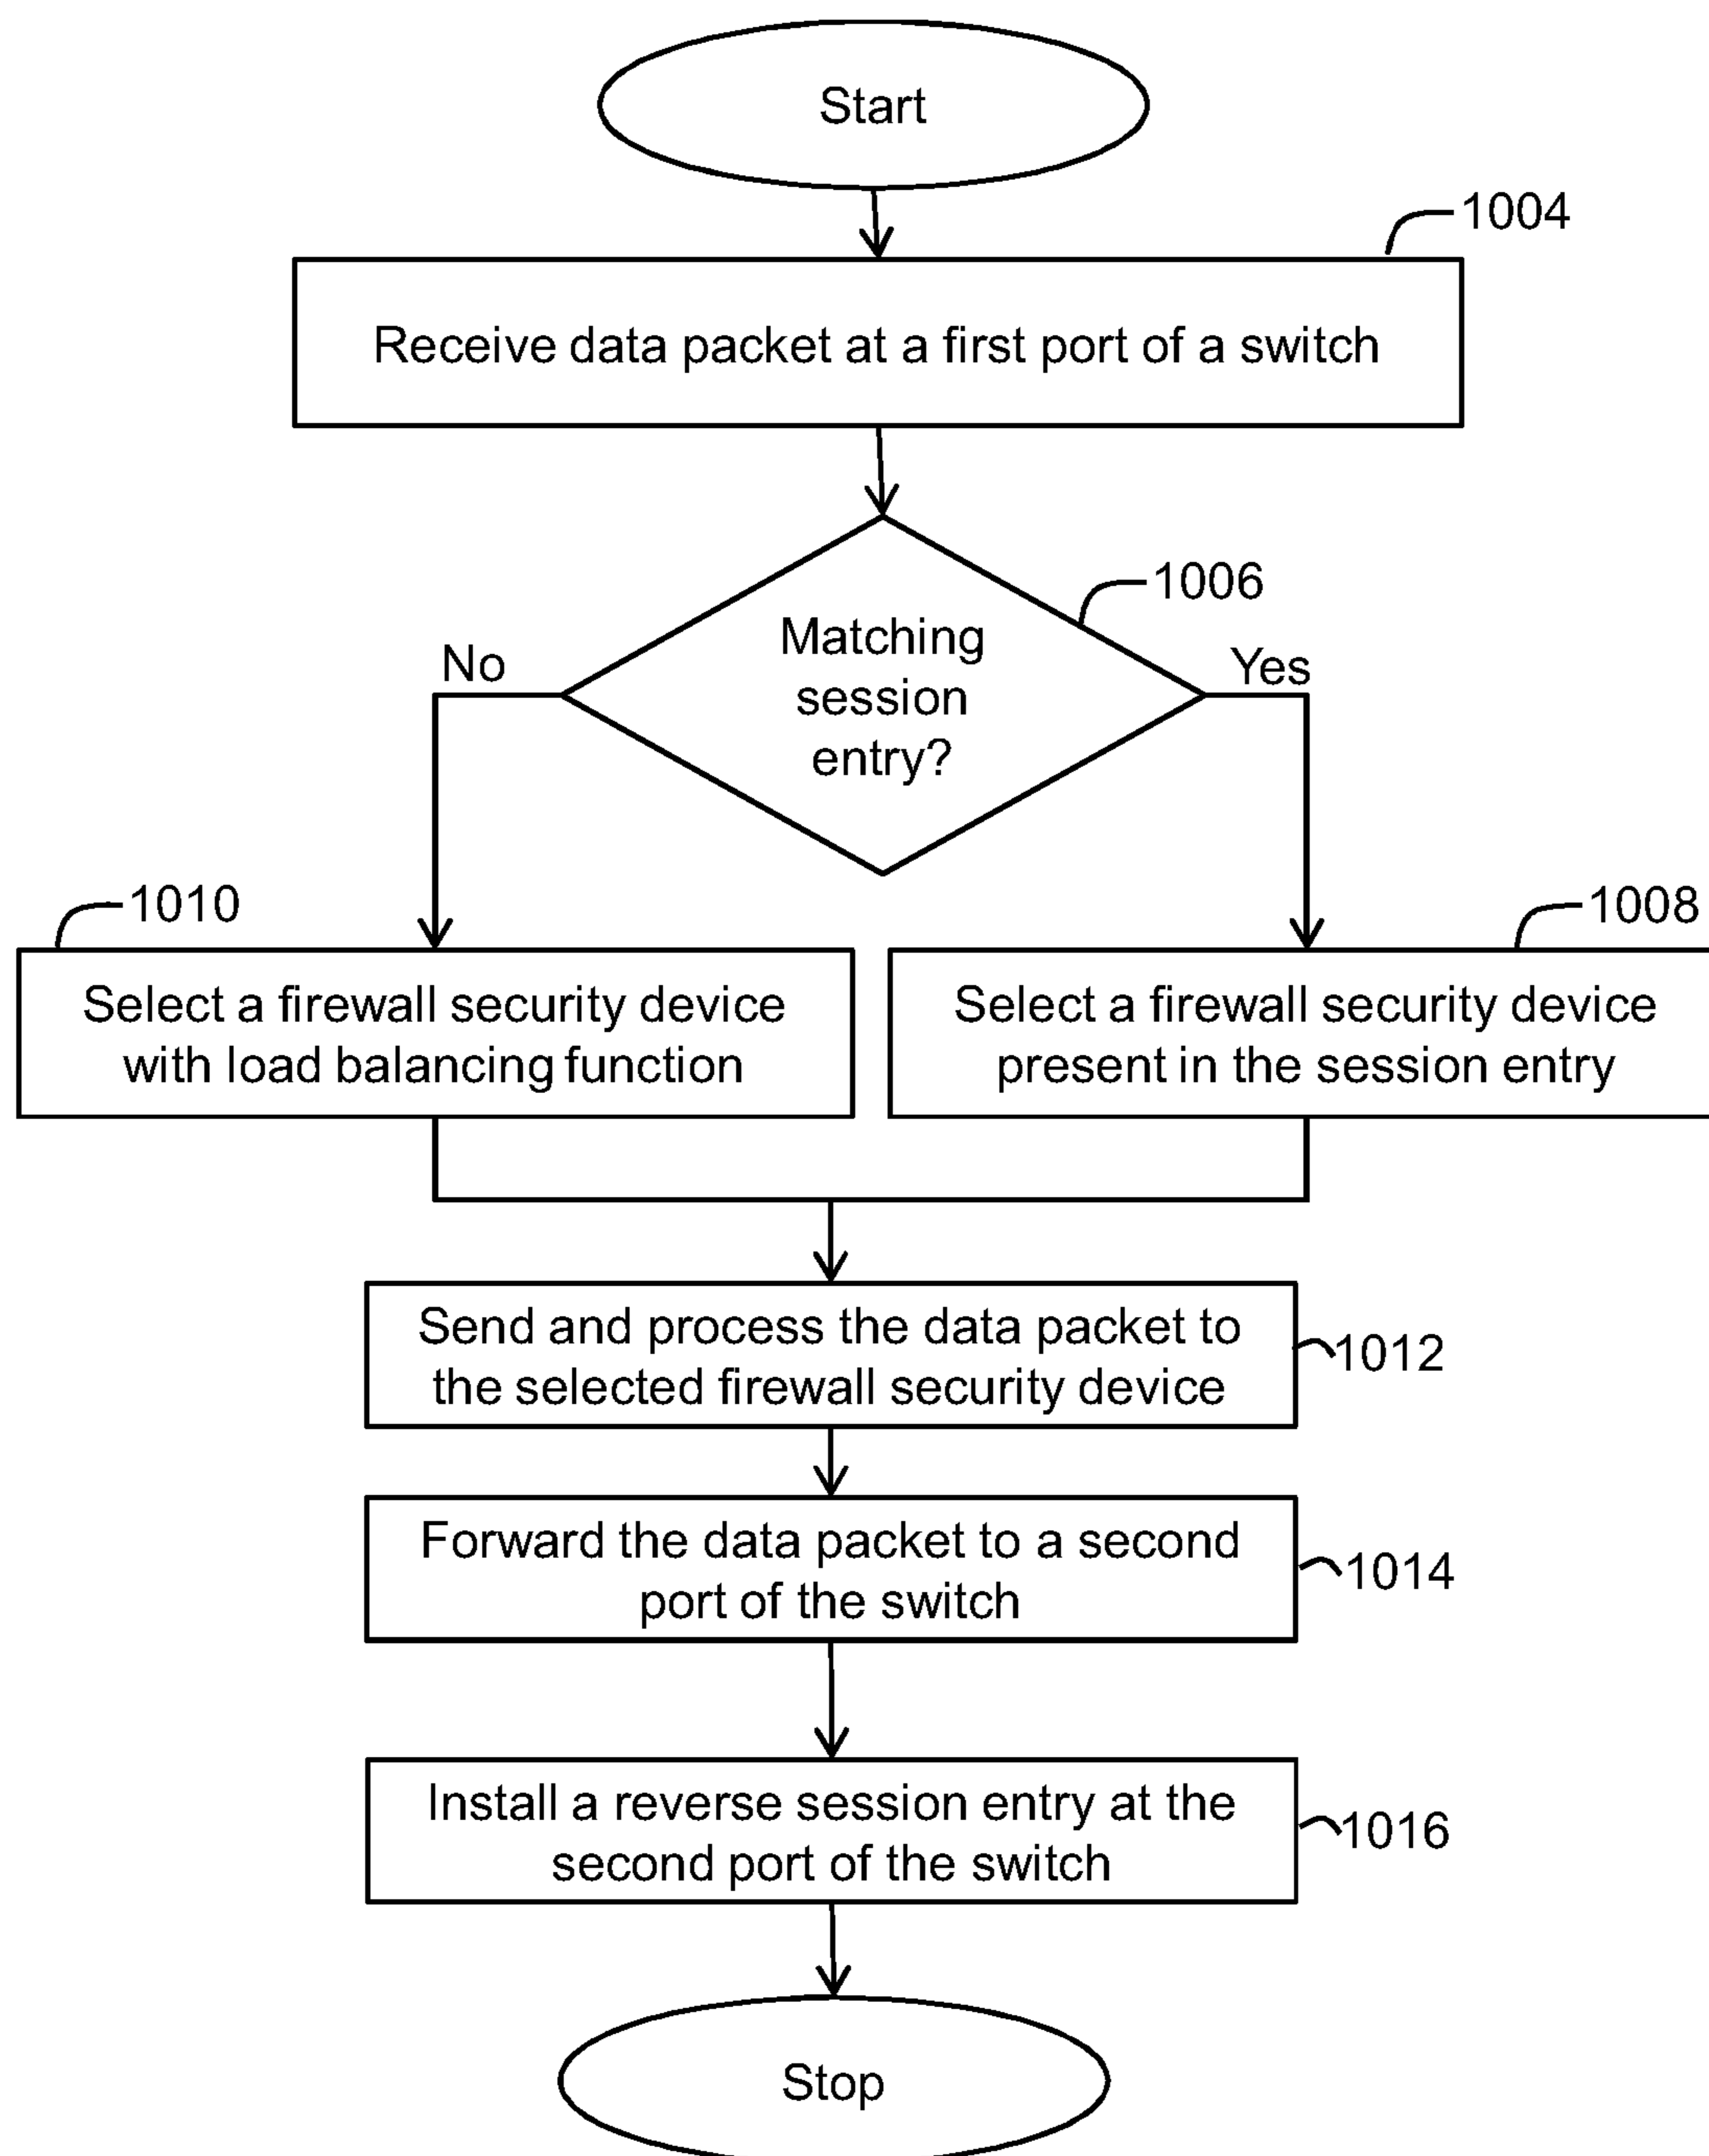 Start
1004
Receive data packet at a first port of a switch
1006
Matching
session
entry?
No
Yes
1010
1008
Select a firewall security device
with load balancing function
Select a firewall security device
present in the session entry
Send and process the data packet to
the selected firewall security device
1012
Forward the data packet to a second
port of the switch
1014
Install a reverse session entry at the
second port of the switch
1016
Stop